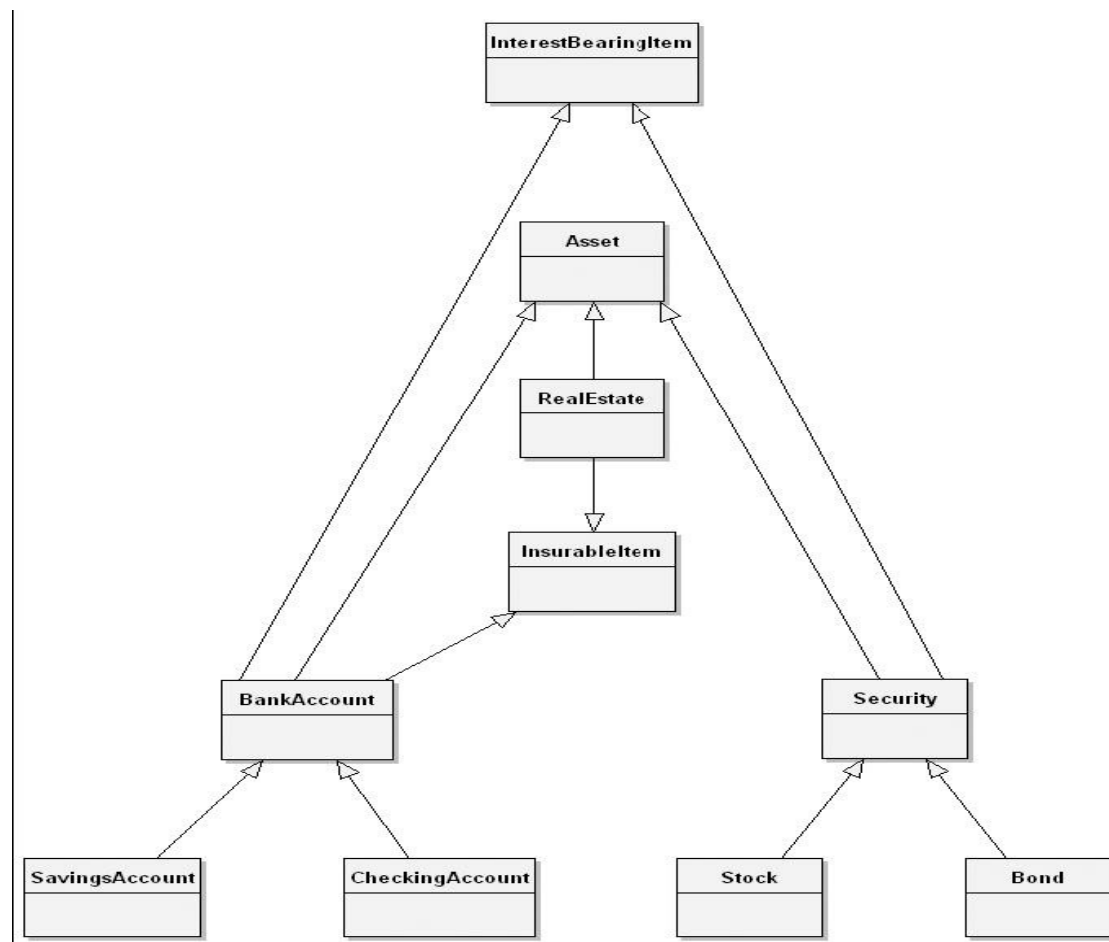 InterestBearingItem
Asset
RealEstate
InsurableItem
BankAccount
Security
SavingsAccount
CheckingAccount
Stock
Bond